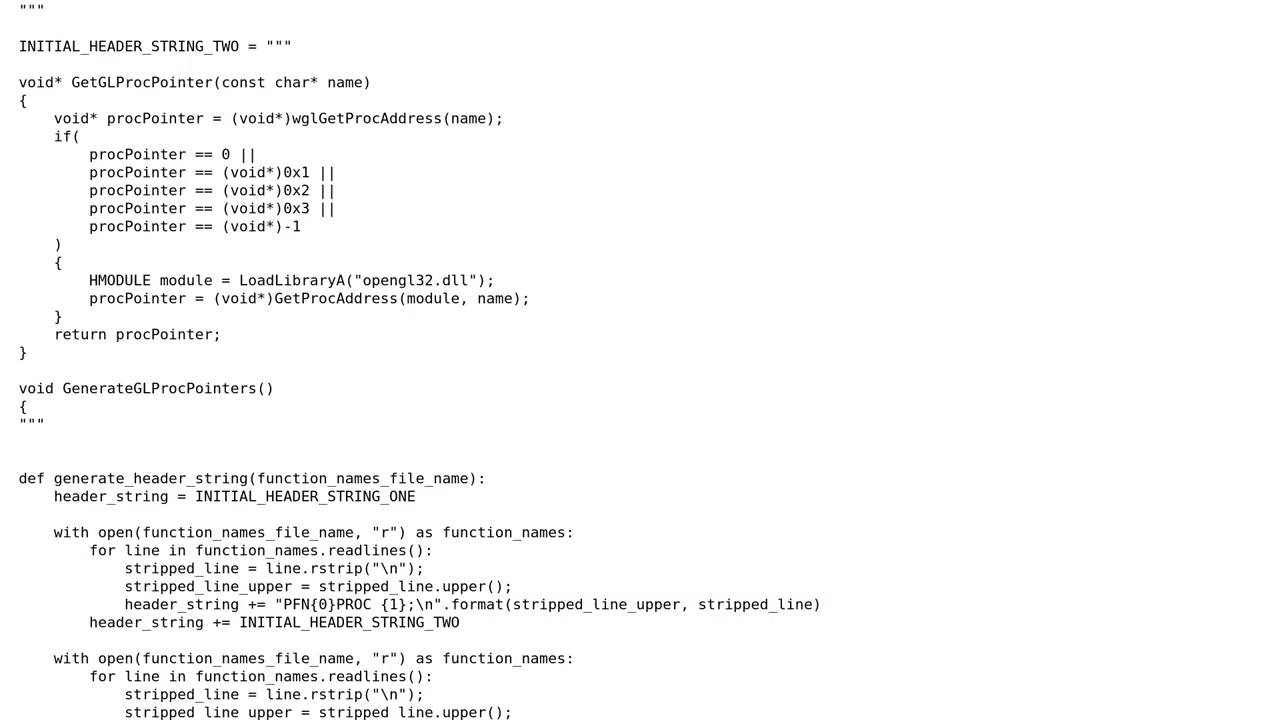 """
INITIAL_HEADER_STRING_TWO = """
void* GetGLProcPointer(const char* name)
{
    void* procPointer = (void*)wglGetProcAddress(name);
    if(
        procPointer == 0 ||
        procPointer == (void*)0x1 ||
        procPointer == (void*)0x2 ||
        procPointer == (void*)0x3 ||
        procPointer == (void*)-1
    )
    {
        HMODULE module = LoadLibraryA("opengl32.dll");
        procPointer = (void*)GetProcAddress(module, name);
    }
    return procPointer;
}
void GenerateGLProcPointers()
{
"""
def generate_header_string(function_names_file_name):
    header_string = INITIAL_HEADER_STRING_ONE
    with open(function_names_file_name, "r") as function_names:
        for line in function_names.readlines():
            stripped_line = line.rstrip("\n");
            stripped_line_upper = stripped_line.upper();
            header_string += "PFN{0}PROC {1};\n".format(stripped_line_upper, stripped_line)
        header_string += INITIAL_HEADER_STRING_TWO
    with open(function_names_file_name, "r") as function_names:
        for line in function_names.readlines():
            stripped_line = line.rstrip("\n");
            stripped_line_upper = stripped_line.upper();